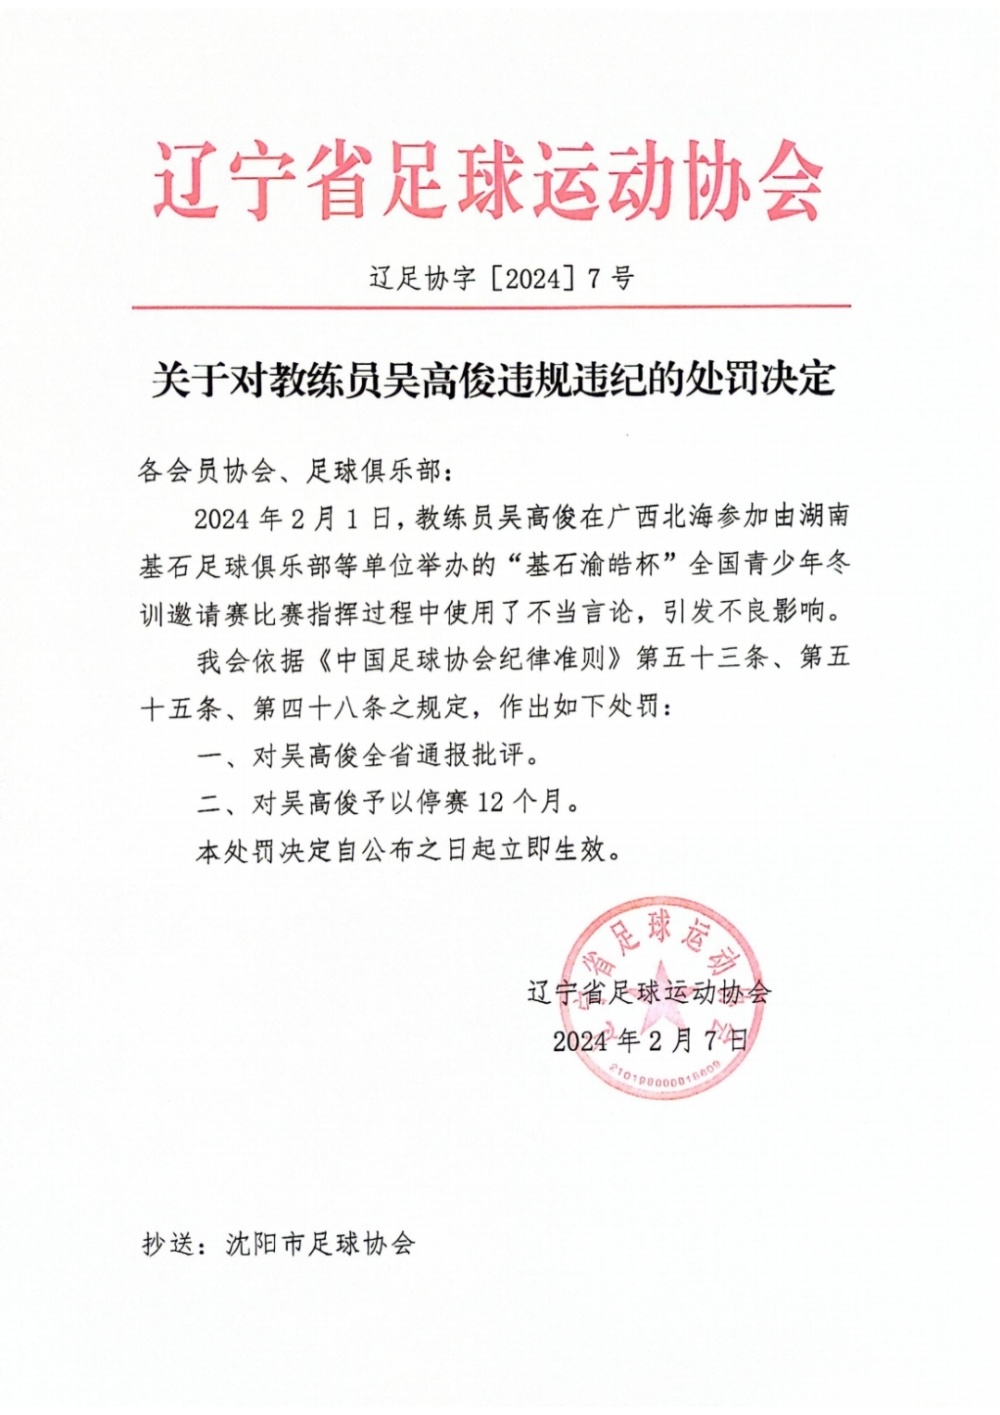 辽宁省足球运动协会
辽足协字［2024］7号
关于对教练员吴高俊违规违纪的处罚决定
各会员协会、足球俱乐部：
2024年2月1日，教练员吴高俊在广西北海参加由湖南
基石足球俱乐部等单位举办的“基石渝皓杯”全国青少年冬
训邀请赛比赛指挥过程中使用了不当言论，引发不良影响。
我会依据《中国足球协会纪律准则》第五十三条、第五
十五条、第四十八条之规定，作出如下处罚：
一、对吴高俊全省通报批评。
二、对吴高俊予以停赛12个月。
本处罚决定自公布之日起立即生效。
辽宁省足球运动协会
辽宁省足球运动协会
2024年2月7日
抄送：沈阳市足球协会